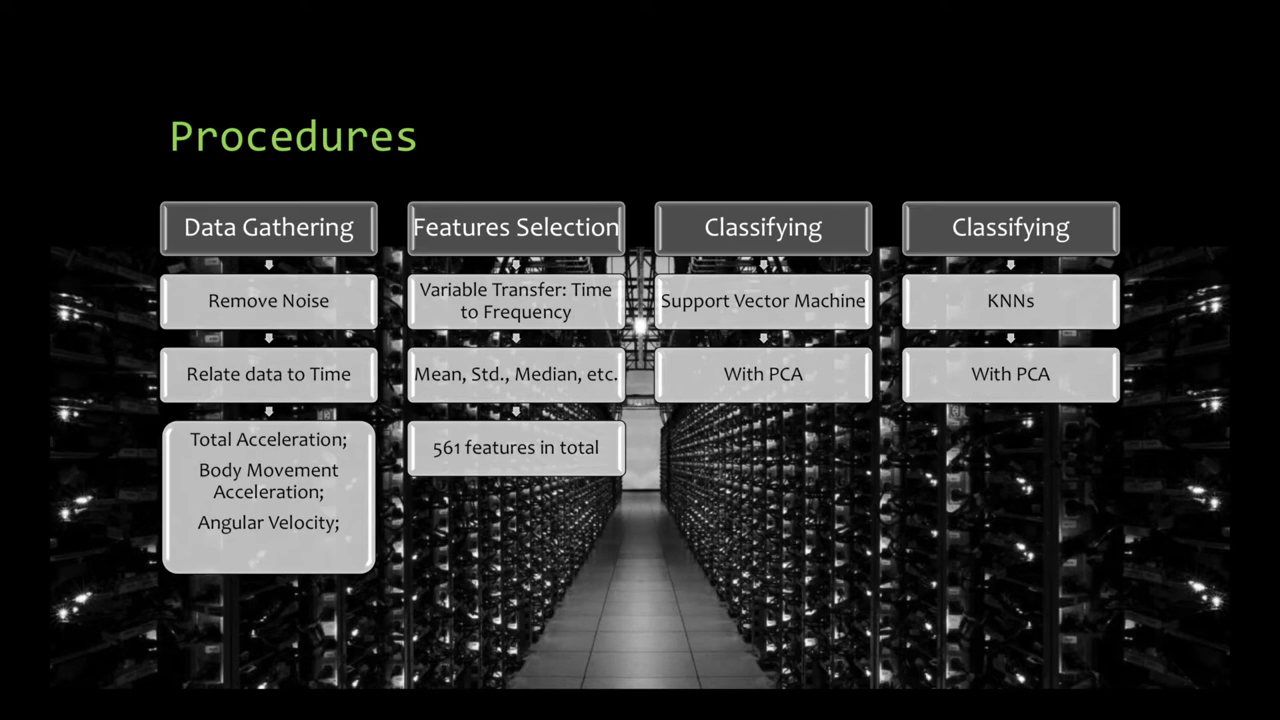 Procedures
Data Gathering
Remove Noise
Relate data to Time
Total Acceleration;
Body Movement
Acceleration;
Angular Velocity;
Features Selection
Variable Transfer: Time
to Frequency
Mean, Std., Median, etc.
561 features in total
Classifying
Support Vector Machine
With PCA
Classifying
KNNs
With PCA